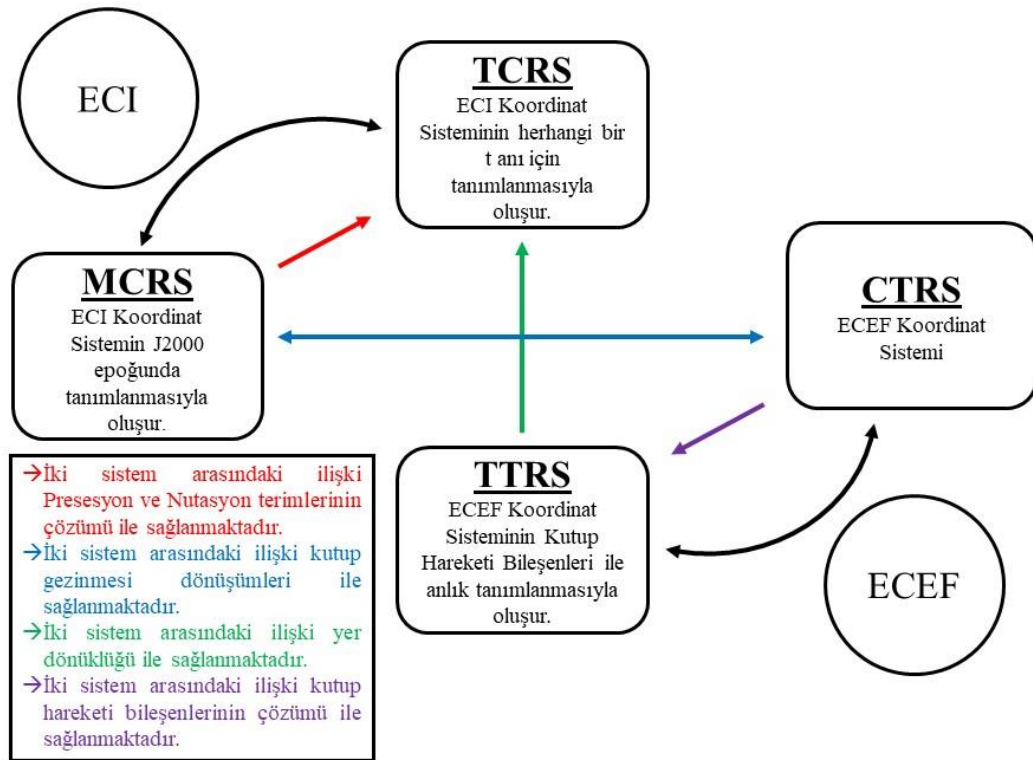 ECI
TCRS
ECI Koordinat
Sisteminin herhangi bir
t anı için
tanımlanmasıyla
oluşur.
MCRS
ECI Koordinat
Sistemin J2000
epoğunda
tanımlanmasıyla
oluşur.
CTRS
ECEF Koordinat
Sistemi
TTRS
ECEF Koordinat
Sisteminin Kutup
Hareketi Bileşenleri ile
anlık tanımlanmasıyla
oluşur.
ECEF
→İki sistem arasındaki ilişki
Presesyon ve Nutasyon terimlerinin
çözümü ile sağlanmaktadır.
→İki sistem arasındaki ilişki kutup
gezinmesi dönüşümleri ile
sağlanmaktadır.
→İki sistem arasındaki ilişki yer
dönüklüğü ile sağlanmaktadır.
→İki sistem arasındaki ilişki kutup
hareketi bileşenlerinin çözümü ile
sağlanmaktadır.